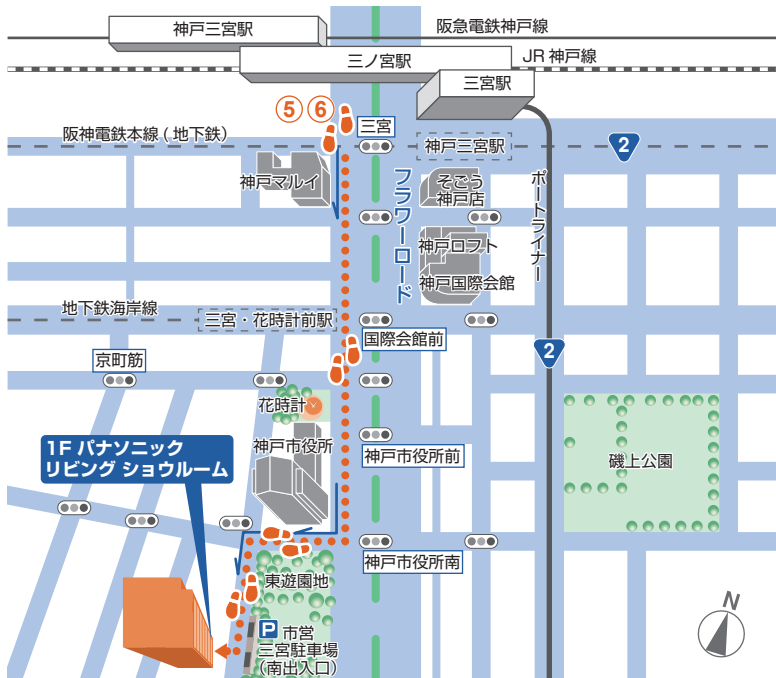 神戸三宮駅
阪急電鉄神戸線
三ノ宮駅
JR 神戸線
三宮駅
⑤ ⑥
三宮
阪神電鉄本線 ( 地下鉄 )
神戸三宮駅
2
神戸マルイ
フラワーロード
そごう
神戸店
ポートライナー
神戸ロフト
神戸国際会館
地下鉄海岸線
三宮・花時計前駅
国際会館前
2
京町筋
花時計
神戸市役所
神戸市役所前
1F パナソニック
リビング ショウルーム
磯上公園
神戸市役所南
東遊園地
P 市営
三宮駐車場
(南出入口)
N